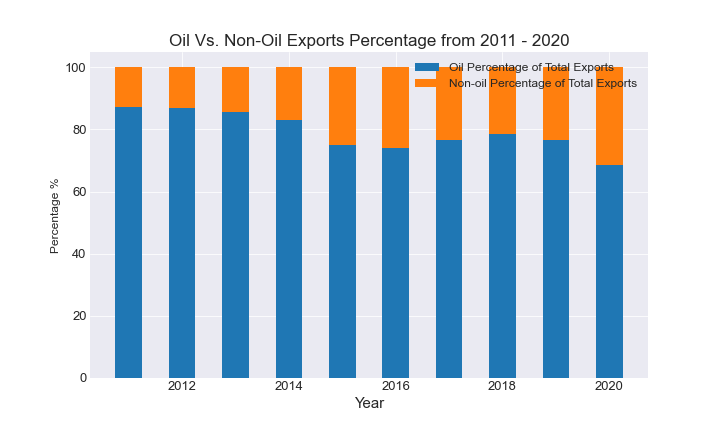 Oil Vs. Non-Oil Exports Percentage from 2011 - 2020
Oil Percentage of Total Exports
Non-oil Percentage of Total Exports
100
80
60
40
20
0
Percentage %
2012
2014
2016
2018
2020
Year